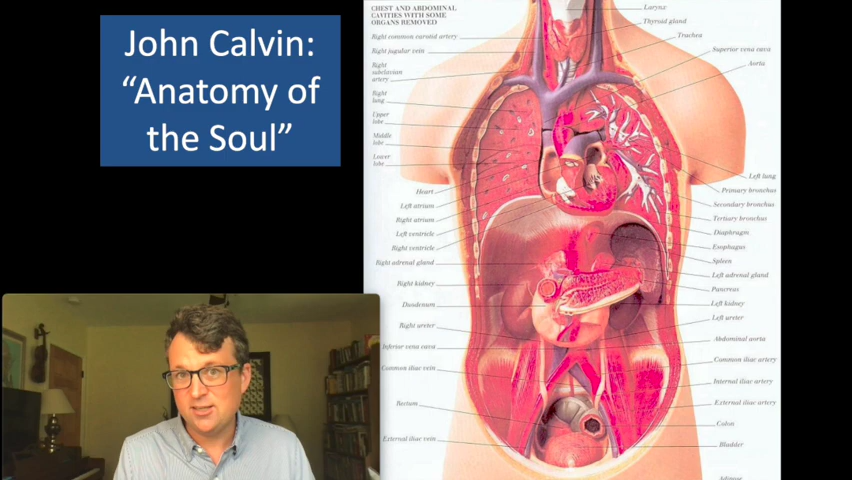 John Calvin:
“Anatomy of
the Soul”
CHEST AND ABDOMINAL
CAVITIES WITH SOME
ORGANS REMOVED
Right common carotid artery
Right jugular vein
Right
subclavian
artery
Right
lung
Upper
lobe
Middle
lobe
Lower
lobe
Heart
Left atrium
Right atrium
Left ventricle
Right ventricle
Right adrenal gland
Right kidney
Duodenum
Right ureter
Inferior vena cava
Common iliac vein
Rectum
External iliac vein
Larynx
Thyroid gland
Trachea
Superior vena cava
Aorta
Left lung
Primary bronchus
Secondary bronchus
Tertiary bronchus
Diaphragm
Esophagus
Spleen
Left adrenal gland
Pancreas
Left kidney
Left ureter
Abdominal aorta
Common iliac artery
Internal iliac artery
External iliac artery
Colon
Bladder